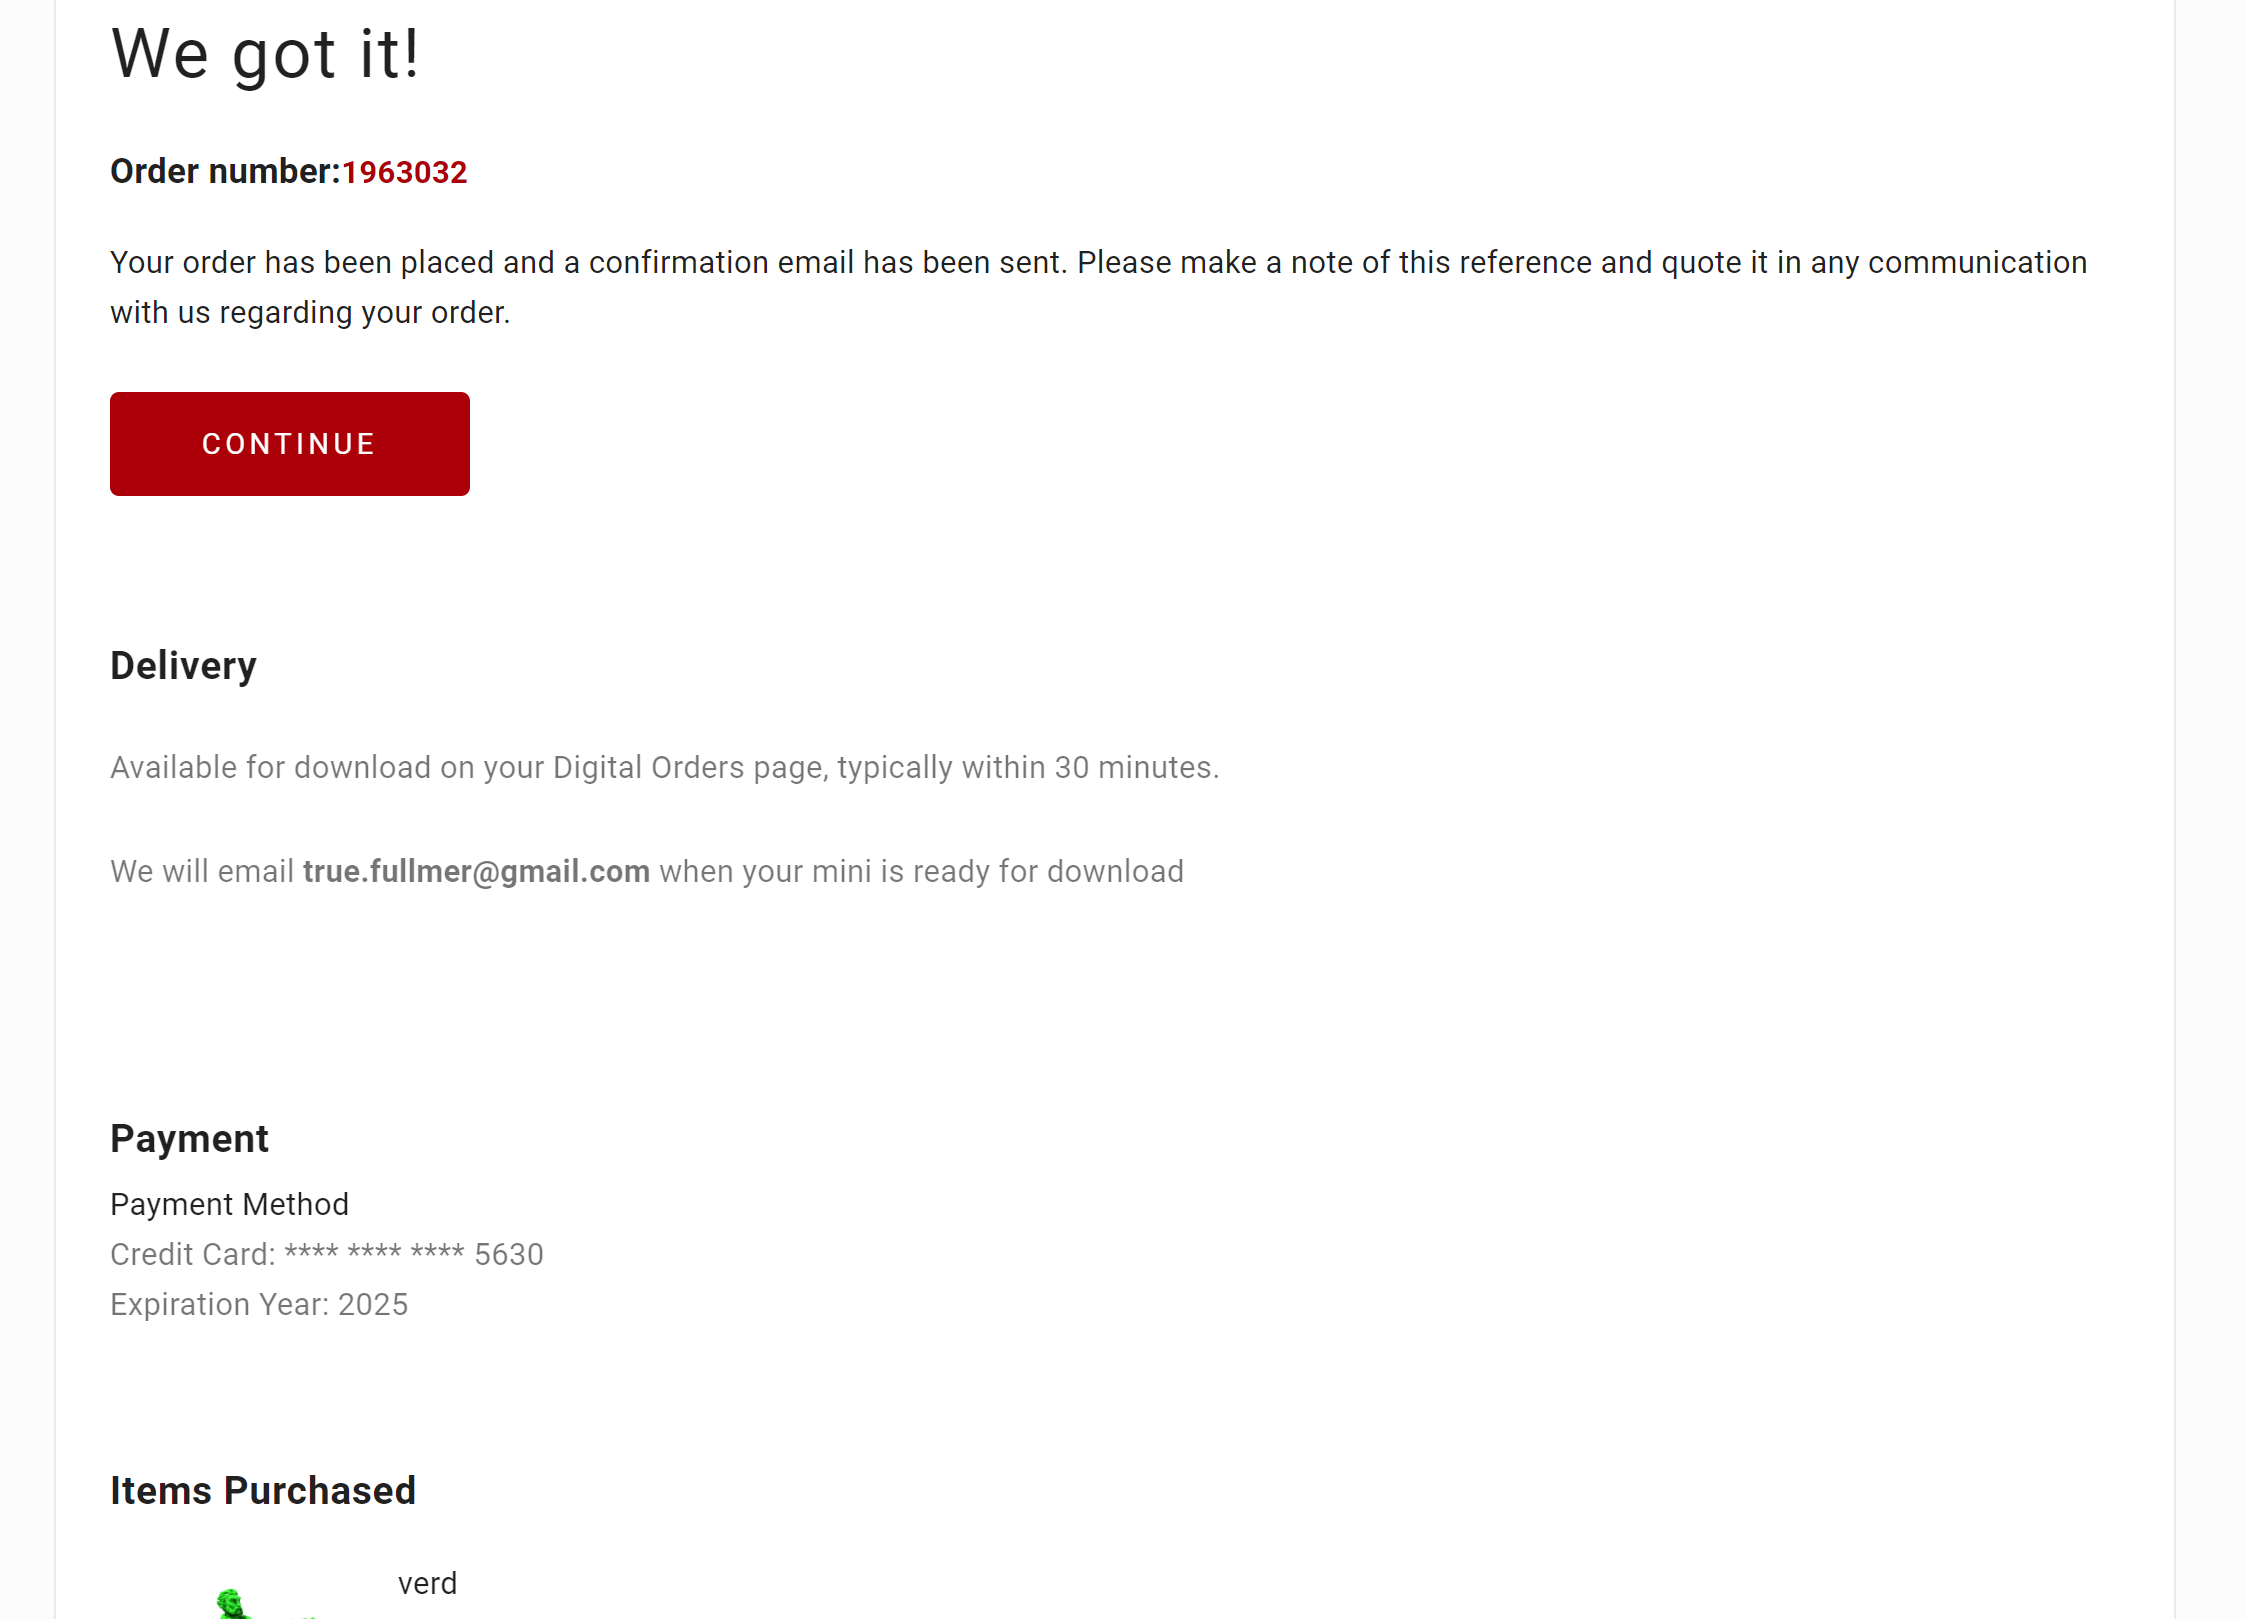 We got it!
Order number:1963032
Your order has been placed and a confirmation email has been sent. Please make a note of this reference and quote it in any communication
with us regarding your order.
CONTINUE
Delivery
Available for download on your Digital Orders page, typically within 30 minutes.
We will email true.fullmer@gmail.com when your mini is ready for download
Payment
Payment Method
Credit Card: **** **** **** 5630
Expiration Year: 2025
Items Purchased
verd